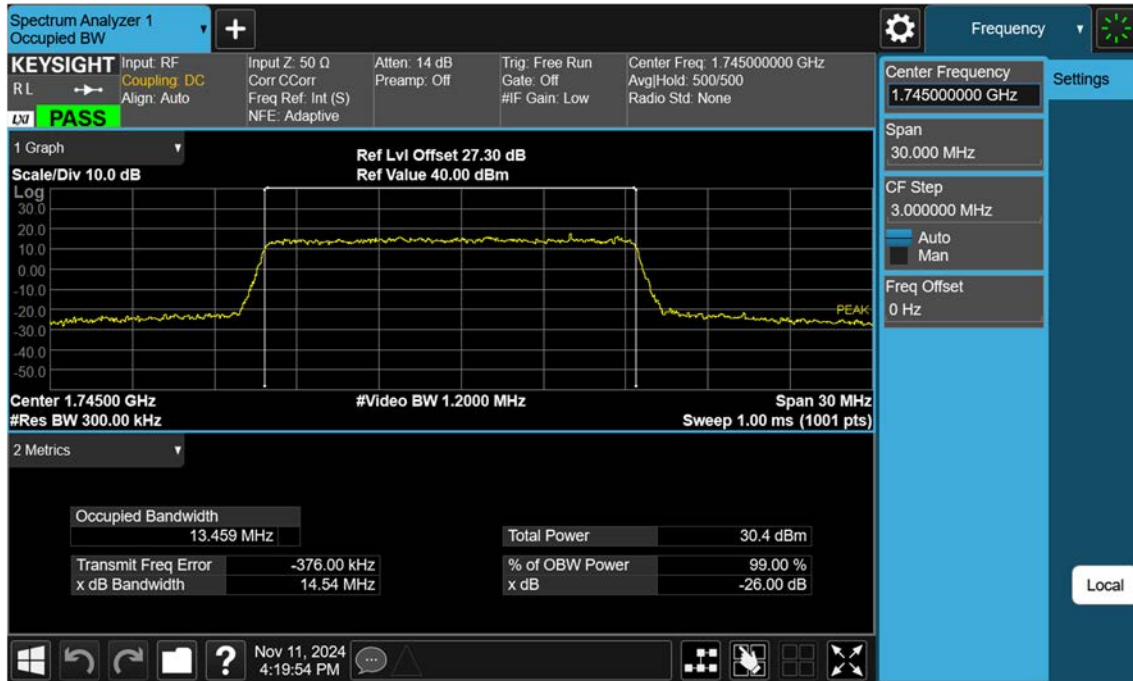 Spectrum Analyzer 1
Occupied BW
Frequency
KEYSIGHT
RL
LXI PASS
Input: RF
Coupling: DC
Align: Auto
Input Z: 50 Ω
Corr CCorr
Freq Ref: Int (S)
NFE: Adaptive
Atten: 14 dB
Preamp: Off
Trig: Free Run
Gate: Off
#IF Gain: Low
Center Freq: 1.745000000 GHz
Avg|Hold: 500/500
Radio Std: None
Center Frequency
1.745000000 GHz
Settings
Span
30.000 MHz
CF Step
3.000000 MHz
Auto
Man
Freq Offset
0 Hz
Local
1 Graph
Ref Lvl Offset 27.30 dB
Scale/Div 10.0 dB
Ref Value 40.00 dBm
Log
30.0
20.0
10.0
0.00
-10.0
-20.0
-30.0
-40.0
-50.0
PEAK
Center 1.74500 GHz
#Video BW 1.2000 MHz
Span 30 MHz
#Res BW 300.00 kHz
Sweep 1.00 ms (1001 pts)
2 Metrics
Occupied Bandwidth
13.459 MHz
Total Power 30.4 dBm
Transmit Freq Error -376.00 kHz
% of OBW Power 99.00 %
x dB Bandwidth 14.54 MHz
x dB -26.00 dB
?
Nov 11, 2024
4:19:54 PM